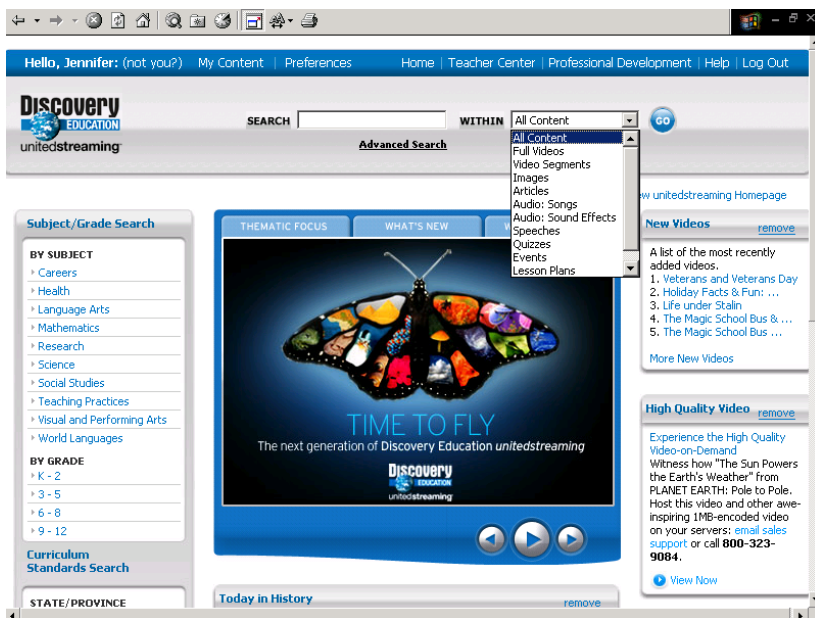 Hello, Jennifer: (not you?) My Content | Preferences Home | Teacher Center | Professional Development | Help | Log Out
Discovery
EDUCATION
unitedstreaming
SEARCH WITHIN All Content GO
Advanced Search
All Content
Full Videos
Video Segments
Images
Articles
Audio: Songs
Audio: Sound Effects
Speeches
Quizzes
Events
Lesson Plans
unitedstreaming Homepage
Subject/Grade Search
BY SUBJECT
Careers
Health
Language Arts
Mathematics
Research
Science
Social Studies
Teaching Practices
Visual and Performing Arts
World Languages
BY GRADE
K - 2
3 - 5
6 - 8
9 - 12
Curriculum
Standards Search
STATE/PROVINCE
THEMATIC FOCUS WHAT'S NEW
TIME TO FLY
The next generation of Discovery Education unitedstreaming
Discovery
EDUCATION
unitedstreaming
Today in History remove
New Videos remove
A list of the most recently
added videos.
1. Veterans and Veterans Day
2. Holiday Facts & Fun: ...
3. Life under Stalin
4. The Magic School Bus & ...
5. The Magic School Bus ...
More New Videos
High Quality Video remove
Experience the High Quality
Video-on-Demand
Witness how "The Sun Powers
the Earth's Weather" from
PLANET EARTH: Pole to Pole.
Host this video and other awe-
inspiring 1MB-encoded video
on your servers: email sales
support or call 800-323-
9084.
View Now